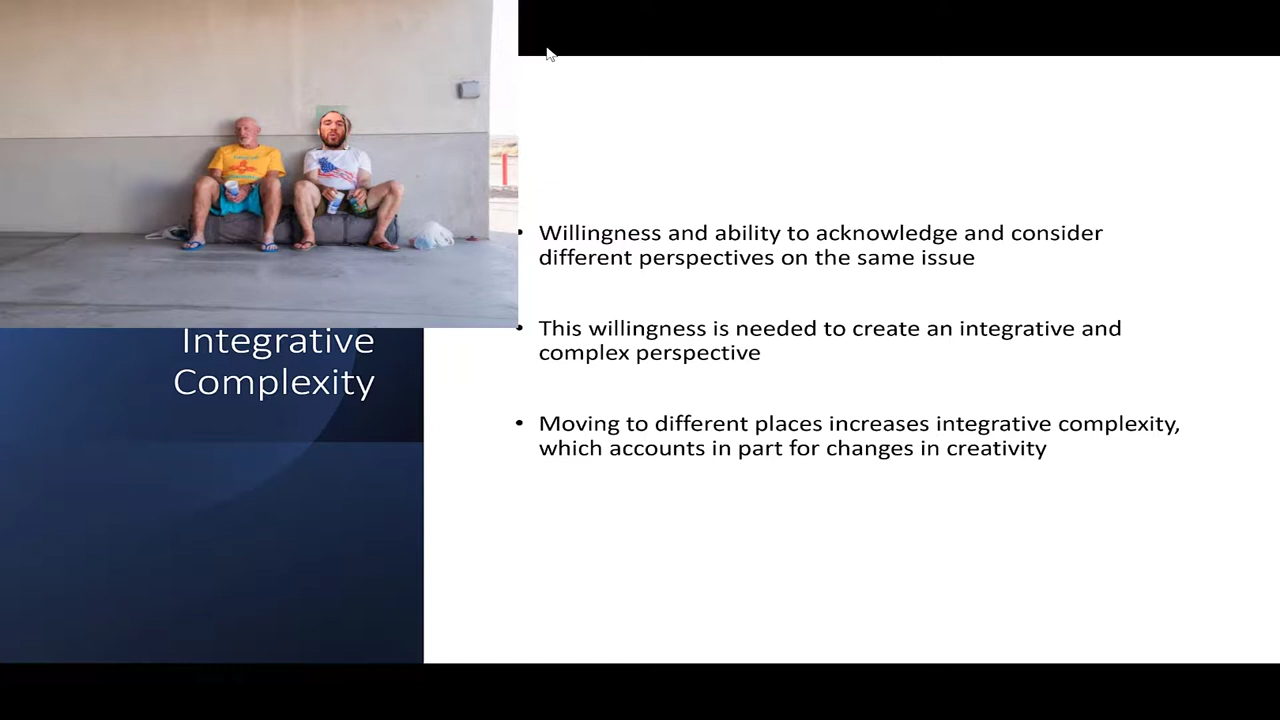 Integrative
Complexity
• Willingness and ability to acknowledge and consider
different perspectives on the same issue
• This willingness is needed to create an integrative and
complex perspective
• Moving to different places increases integrative complexity,
which accounts in part for changes in creativity